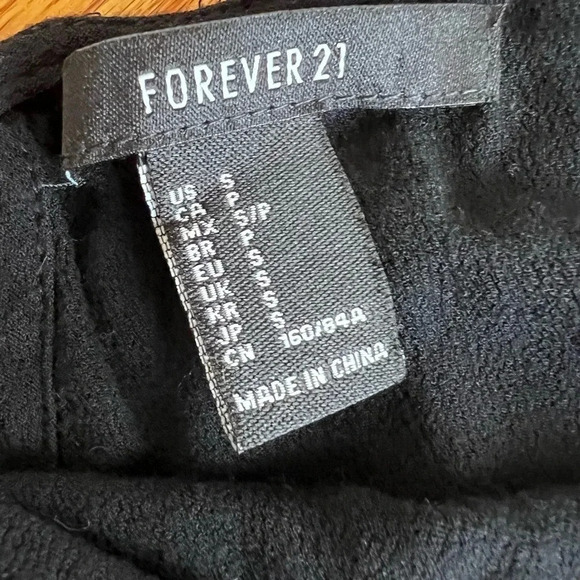 FOREVER 21
US S
CA P
MX S/P
BR P
EU S
UK S
KR S
JP S
CN 160/84A
MADE IN CHINA